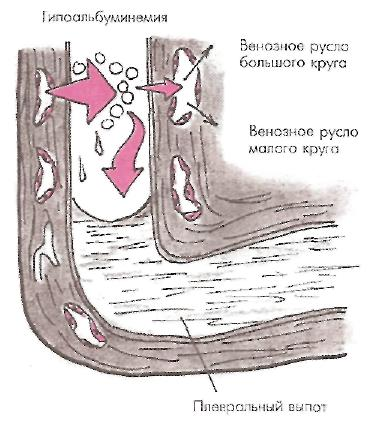 Гипоальбуминемия
Венозное русло
большого круга
Венозное русло
малого круга
Плевральный выпот